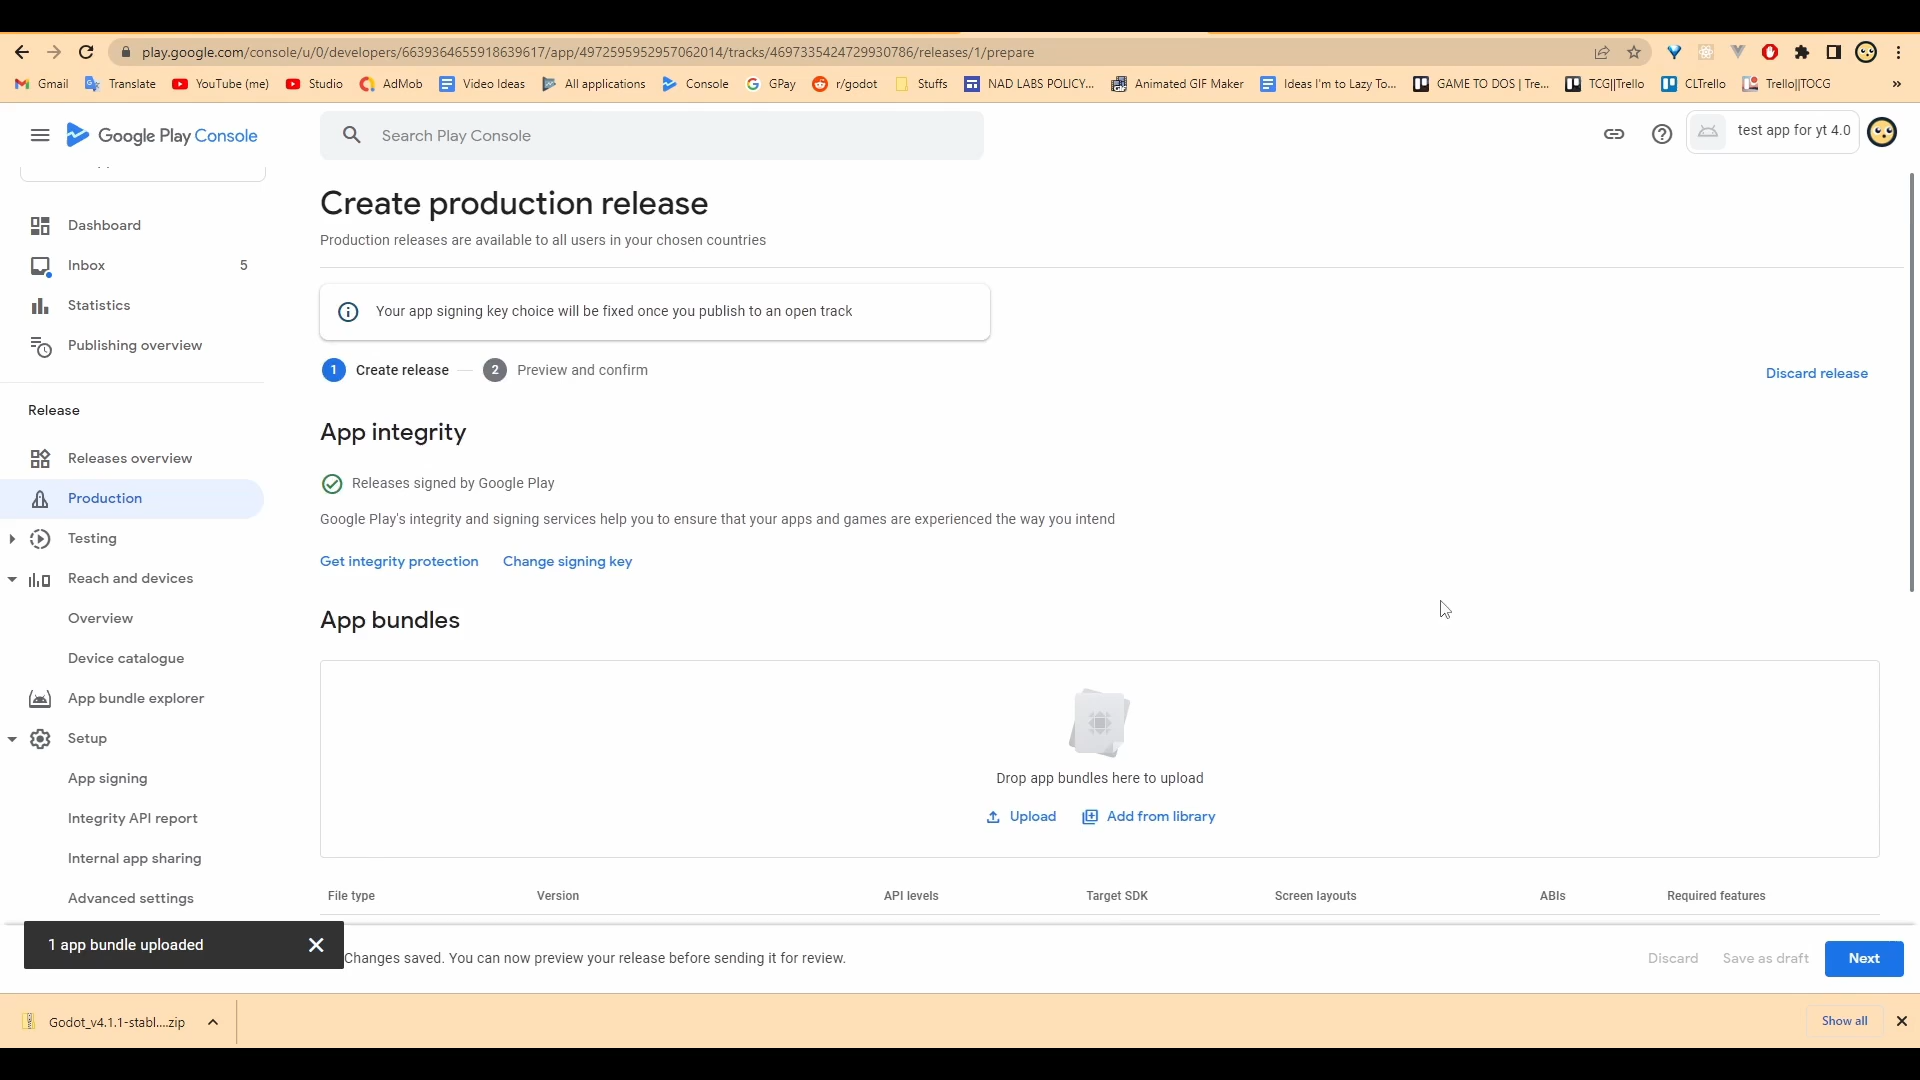 play.google.com/console/u/0/developers/6639364655918639617/app/4972595952957062014/tracks/4697335424729930786/releases/1/prepare
Gmail Translate YouTube (me) Studio AdMob Video Ideas All applications Console GPay r/godot Stuffs NAD LABS POLICY... Animated GIF Maker Ideas I'm to Lazy To... GAME TO DOS | Tre... TCG||Trello CLTrello Trello||TOCG »
Google Play Console
Search Play Console
test app for yt 4.0
Create production release
Production releases are available to all users in your chosen countries
Dashboard
Inbox 5
Statistics
Publishing overview
Release
Releases overview
Production
Testing
Reach and devices
Overview
Device catalogue
App bundle explorer
Setup
App signing
Integrity API report
Internal app sharing
Advanced settings
Your app signing key choice will be fixed once you publish to an open track
1 Create release 2 Preview and confirm
Discard release
App integrity
Releases signed by Google Play
Google Play's integrity and signing services help you to ensure that your apps and games are experienced the way you intend
Get integrity protection Change signing key
App bundles
Drop app bundles here to upload
Upload Add from library
File type Version API levels Target SDK Screen layouts ABIs Required features
1 app bundle uploaded
Changes saved. You can now preview your release before sending it for review.
Discard Save as draft Next
Godot_v4.1.1-stabl....zip
Show all